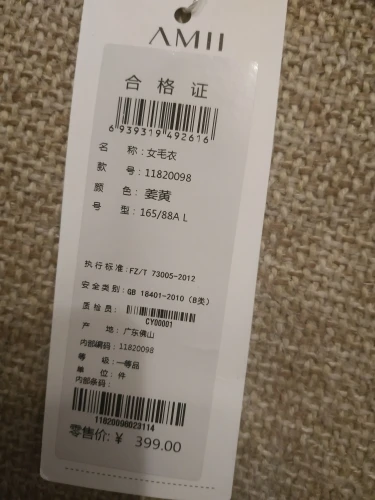 AMII
合格证
6 939319 492616
名 称:女毛衣
款 号:11820098
颜 色:姜黄
号 型:165/88A L
执行标准:FZ/T 73005-2012
安全类别:GB 18401-2010 (B类)
质检员:
CY00001
产 地:广东佛山
内部编码:11820098
等 级:一等品
单 位:件
内部条码:
11820098023114
零售价:¥ 399.00